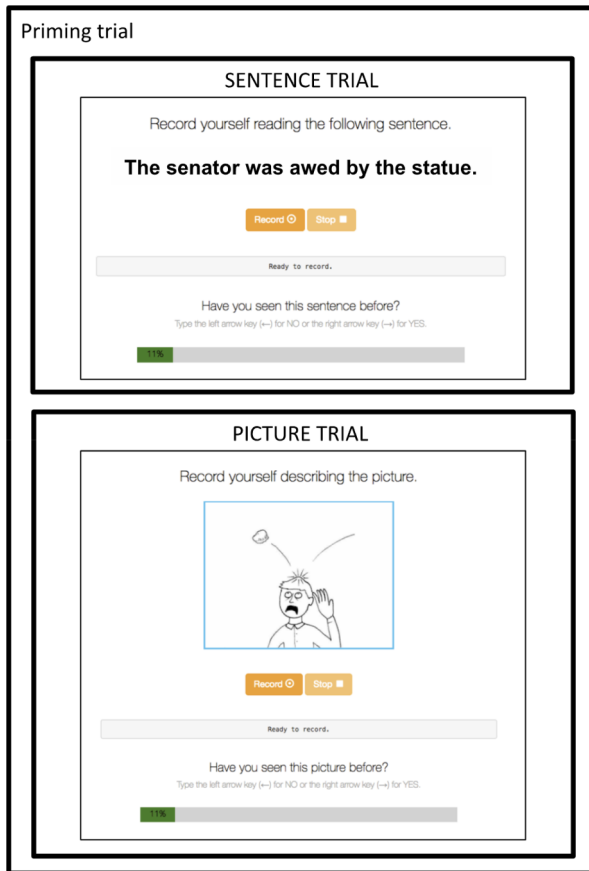 Priming trial
SENTENCE TRIAL
Record yourself reading the following sentence.
The senator was awed by the statue.
Record Stop
Ready to record.
Have you seen this sentence before?
Type the left arrow key (←) for NO or the right arrow key (→) for YES.
11%
PICTURE TRIAL
Record yourself describing the picture.
Record Stop
Ready to record.
Have you seen this picture before?
Type the left arrow key (←) for NO or the right arrow key (→) for YES.
11%